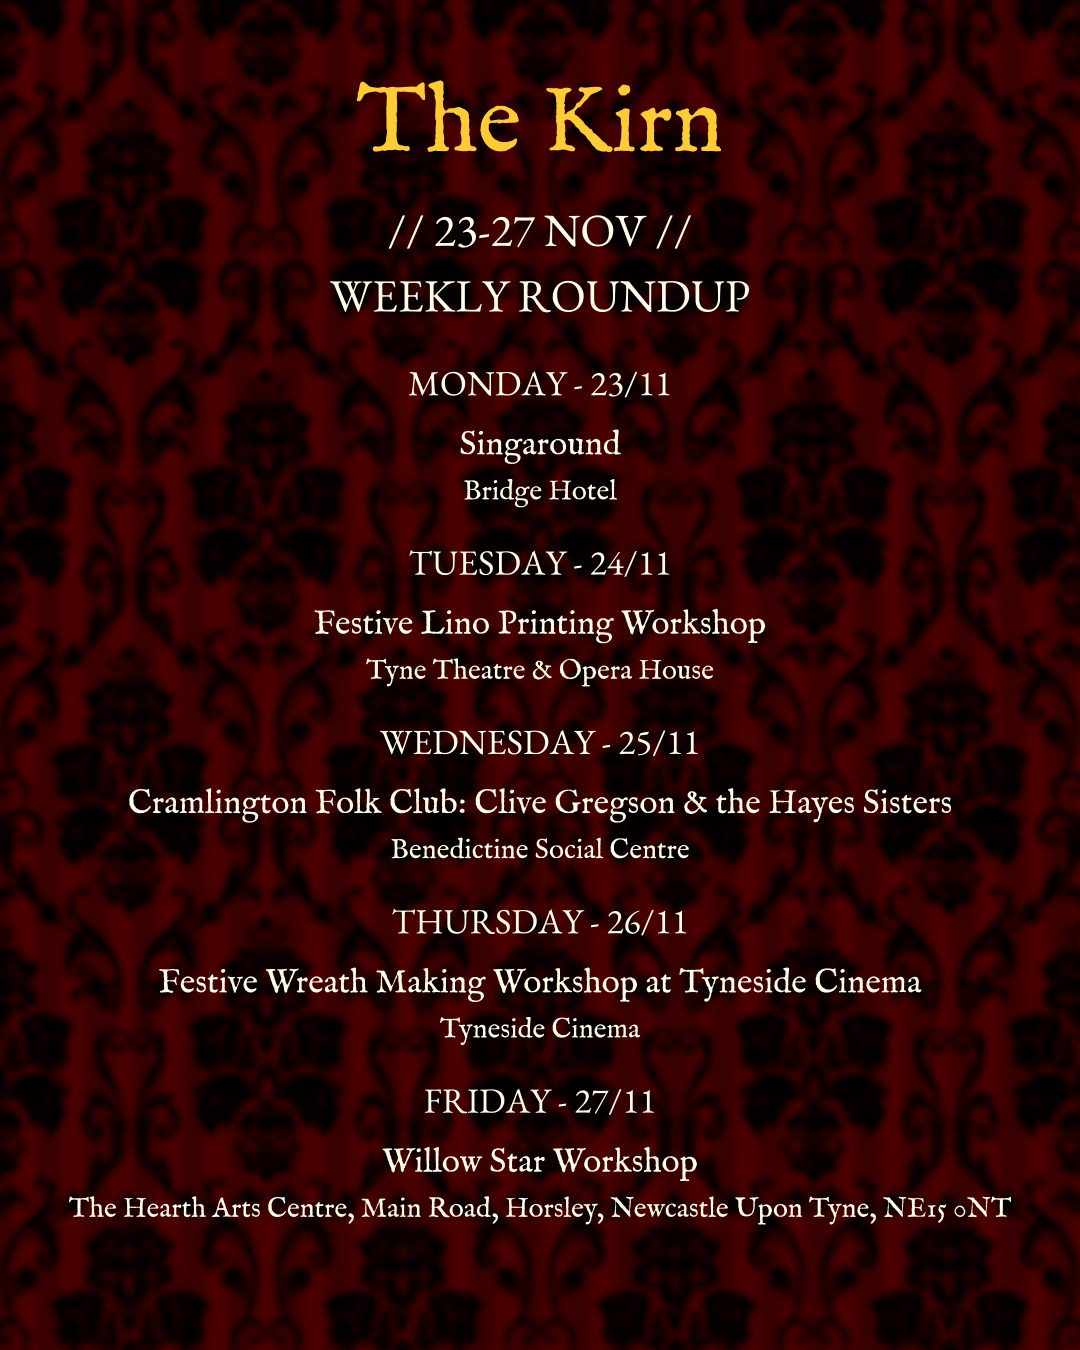 The Kirn
// 23-27 NOV //
WEEKLY ROUNDUP
MONDAY - 23/11
Singaround
Bridge Hotel
TUESDAY - 24/11
Festive Lino Printing Workshop
Tyne Theatre & Opera House
WEDNESDAY - 25/11
Cramlington Folk Club: Clive Gregson & the Hayes Sisters
Benedictine Social Centre
THURSDAY - 26/11
Festive Wreath Making Workshop at Tyneside Cinema
Tyneside Cinema
FRIDAY - 27/11
Willow Star Workshop
The Hearth Arts Centre, Main Road, Horsley, Newcastle Upon Tyne, NE15 0NT